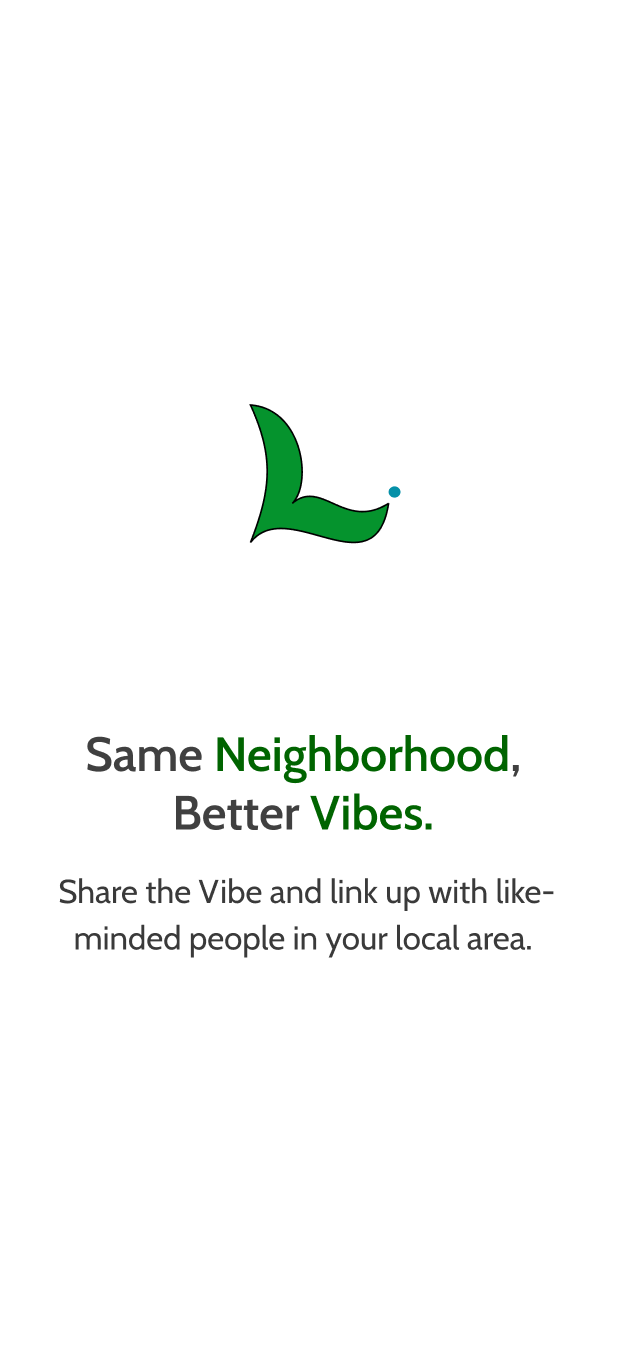 Same Neighborhood,
Better Vibes.
Share the Vibe and link up with like-
minded people in your local area.